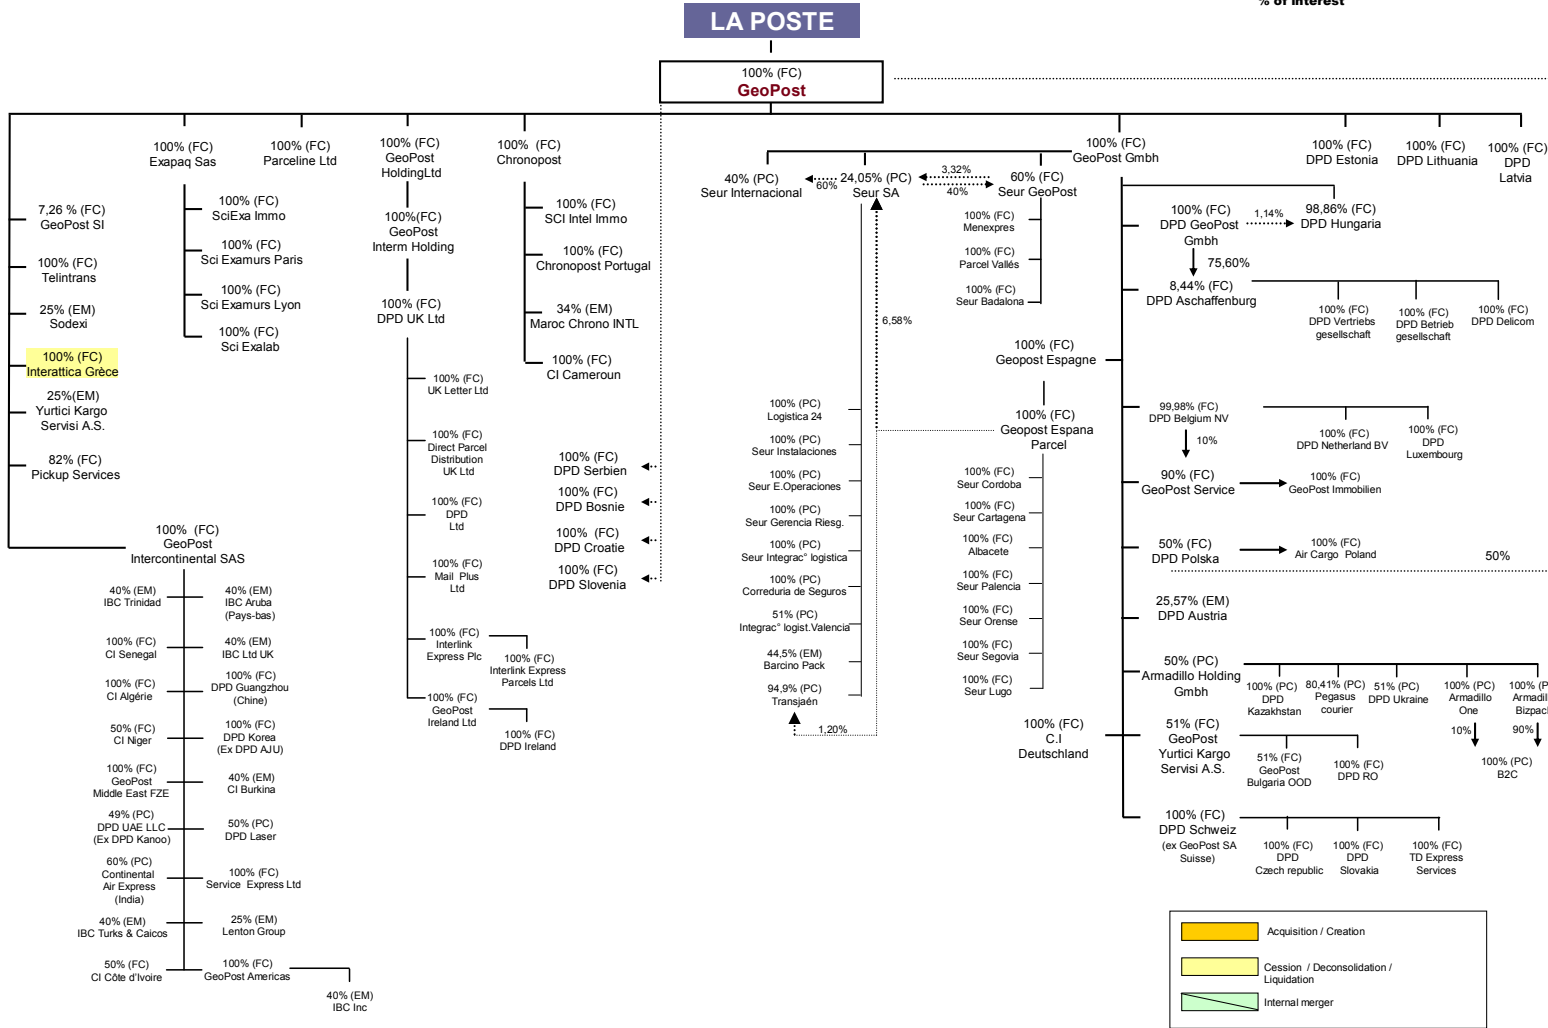 % of interest
LA POSTE
100% (FC)
GeoPost
100% (FC)
Exapaq Sas
100% (FC)
Parceline Ltd
100% (FC)
GeoPost
HoldingLtd
100% (FC)
Chronopost
100% (FC)
GeoPost Gmbh
100% (FC)
DPD Estonia
100% (FC)
DPD Lithuania
100% (FC)
DPD
Latvia
7,26 % (FC)
GeoPost SI
100% (FC)
Telintrans
25% (EM)
Sodexi
100% (FC)
Interattica Grèce
25%(EM)
Yurtici Kargo
Servisi A.S.
82% (FC)
Pickup Services
100% (FC)
GeoPost
Intercontinental SAS
40% (EM)
IBC Trinidad
40% (EM)
IBC Aruba
(Pays-bas)
100% (FC)
CI Senegal
40% (EM)
IBC Ltd UK
100% (FC)
CI Algérie
100% (FC)
DPD Guangzhou
(Chine)
50% (FC)
CI Niger
100% (FC)
DPD Korea
(Ex DPD AJU)
100% (FC)
GeoPost
Middle East FZE
40% (EM)
CI Burkina
49% (PC)
DPD UAE LLC
(Ex DPD Kanoo)
50% (PC)
DPD Laser
60% (PC)
Continental
Air Express
(India)
100% (FC)
Service Express Ltd
40% (EM)
IBC Turks & Caicos
25% (EM)
Lenton Group
50% (FC)
CI Côte d'Ivoire
100% (FC)
GeoPost Americas
40% (EM)
IBC Inc
100% (FC)
SciExa Immo
100% (FC)
Sci Examurs Paris
100% (FC)
Sci Examurs Lyon
100% (FC)
Sci Exalab
100%(FC)
GeoPost
Interm Holding
100% (FC)
DPD UK Ltd
100% (FC)
UK Letter Ltd
100% (FC)
Direct Parcel
Distribution
UK Ltd
100% (FC)
DPD
Ltd
100% (FC)
Mail Plus
Ltd
100% (FC)
Interlink
Express Plc
100% (FC)
Interlink Express
Parcels Ltd
100% (FC)
GeoPost
Ireland Ltd
100% (FC)
DPD Ireland
100% (FC)
SCI Intel Immo
100% (FC)
Chronopost Portugal
34% (EM)
Maroc Chrono INTL
100% (FC)
CI Cameroun
100% (FC)
DPD Serbien
100% (FC)
DPD Bosnie
100% (FC)
DPD Croatie
100% (FC)
DPD Slovenia
40% (PC)
Seur Internacional
60%
24,05% (PC)
Seur SA
3,32%
40%
60% (FC)
Seur GeoPost
100% (FC)
Menexpres
100% (FC)
Parcel Vallés
100% (FC)
Seur Badalona
6,58%
100% (PC)
Logistica 24
100% (PC)
Seur Instalaciones
100% (PC)
Seur E.Operaciones
100% (PC)
Seur Gerencia Riesg.
100% (PC)
Seur Integrac° logistica
100% (PC)
Correduria de Seguros
51% (PC)
Integrac° logist.Valencia
44,5% (EM)
Barcino Pack
94,9% (PC)
Transjaén
1,20%
100% (FC)
Geopost Espagne
100% (FC)
Geopost Espana
Parcel
100% (FC)
Seur Cordoba
100% (FC)
Seur Cartagena
100% (FC)
Albacete
100% (FC)
Seur Palencia
100% (FC)
Seur Orense
100% (FC)
Seur Segovia
100% (FC)
Seur Lugo
100% (FC)
C.I
Deutschland
100% (FC)
DPD GeoPost
Gmbh
1,14%
98,86% (FC)
DPD Hungaria
75,60%
8,44% (FC)
DPD Aschaffenburg
100% (FC)
DPD Vertriebs
gesellschaft
100% (FC)
DPD Betrieb
gesellschaft
100% (FC)
DPD Delicom
99,98% (FC)
DPD Belgium NV
10%
100% (FC)
DPD Netherland BV
100% (FC)
DPD
Luxembourg
90% (FC)
GeoPost Service
100% (FC)
GeoPost Immobilien
50% (FC)
DPD Polska
100% (FC)
Air Cargo Poland
50%
25,57% (EM)
DPD Austria
50% (PC)
Armadillo Holding
Gmbh
100% (PC)
DPD
Kazakhstan
80,41% (PC)
Pegasus
courier
51% (PC)
DPD Ukraine
100% (PC)
Armadillo
One
100% (P
Armadil
Bizpac
10%
90%
100% (PC)
B2C
51% (FC)
GeoPost
Yurtici Kargo
Servisi A.S.
51% (FC)
GeoPost
Bulgaria OOD
100% (FC)
DPD RO
100% (FC)
DPD Schweiz
(ex GeoPost SA
Suisse)
100% (FC)
DPD
Czech republic
100% (FC)
DPD
Slovakia
100% (FC)
TD Express
Services
Acquisition / Creation
Cession / Deconsolidation /
Liquidation
Internal merger